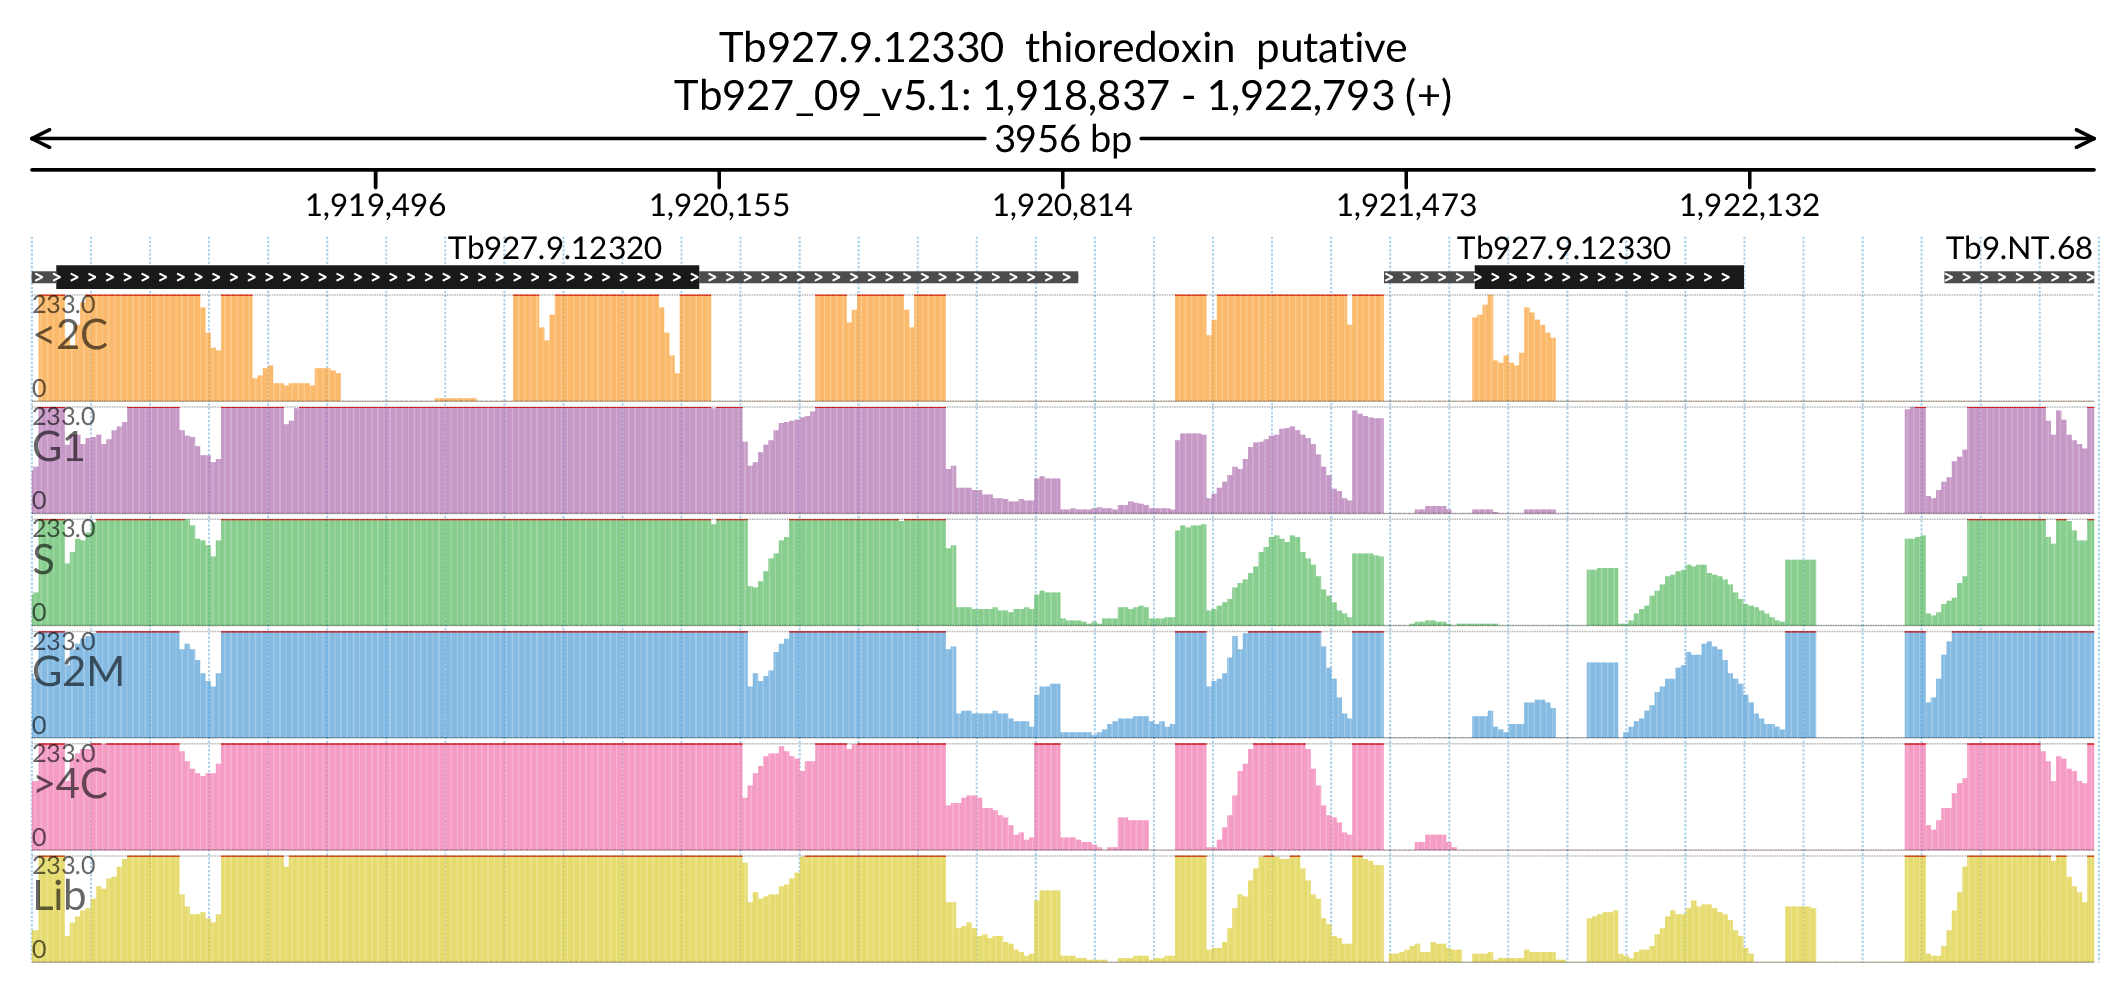 Tb927.9.12330 thioredoxin putative
Tb927_09_v5.1: 1,918,837 - 1,922,793 (+)
3956 bp
1,919,496 1,920,155 1,920,814 1,921,473 1,922,132
Tb927.9.12320 Tb927.9.12330 Tb9.NT.68
233.0
<2C
0
233.0
G1
0
233.0
S
0
233.0
G2M
0
233.0
>4C
0
233.0
Lib
0